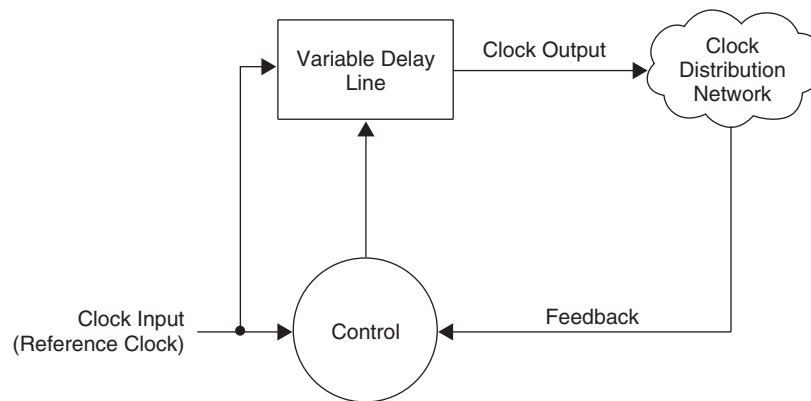 Variable Delay
Line
Clock Output
Clock
Distribution
Network
Clock Input
(Reference Clock)
Control
Feedback